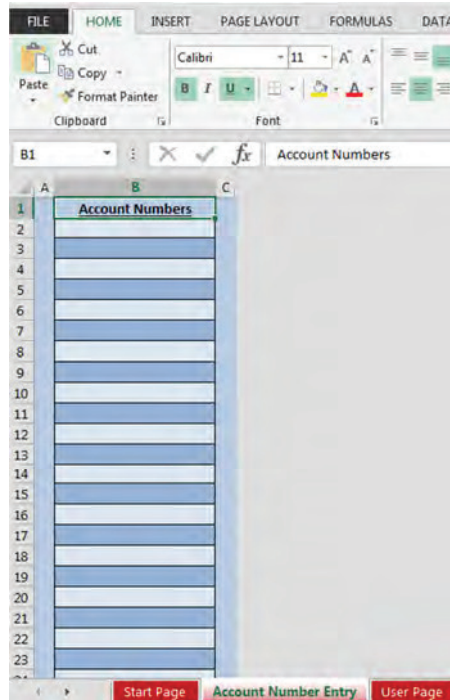 FILE HOME INSERT PAGE LAYOUT FORMULAS DATA
Cut
Calibri 11 A A
Copy
Paste
Format Painter
B I U A
Clipboard Font
B1 fx Account Numbers
A B C
1 Account Numbers
2
3
4
5
6
7
8
9
10
11
12
13
14
15
16
17
18
19
20
21
22
23
Start Page Account Number Entry User Page